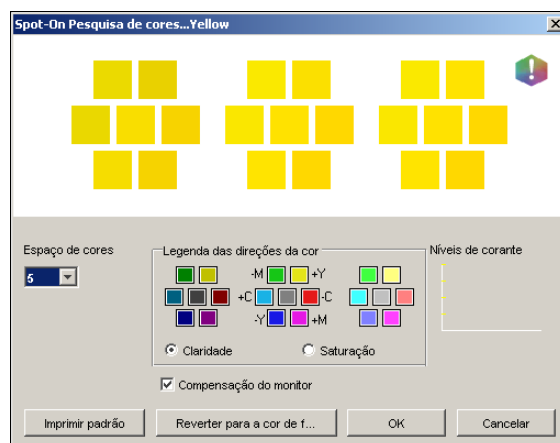 Spot-On Pesquisa de cores...Yellow
Espaço de cores
5
Legenda das direções da cor
-M +Y
+C -C
-Y +M
Claridade Saturação
Níveis de corante
Compensação do monitor
Imprimir padrão Reverter para a cor de f... OK Cancelar